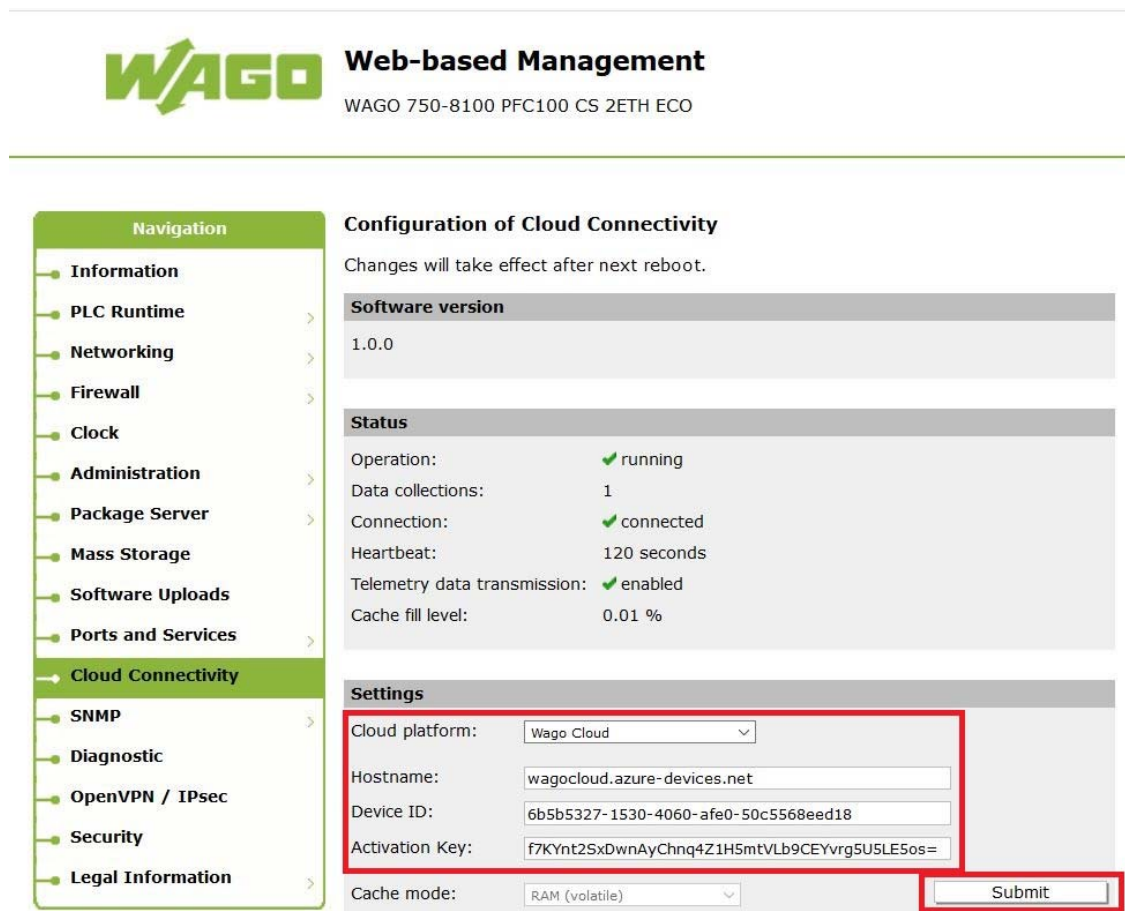 WAGO
Web-based Management
WAGO 750-8100 PFC100 CS 2ETH ECO
Navigation
Information
PLC Runtime
Networking
Firewall
Clock
Administration
Package Server
Mass Storage
Software Uploads
Ports and Services
Cloud Connectivity
SNMP
Diagnostic
OpenVPN / IPsec
Security
Legal Information
Configuration of Cloud Connectivity
Changes will take effect after next reboot.
Software version
1.0.0
Status
Operation: running
Data collections: 1
Connection: connected
Heartbeat: 120 seconds
Telemetry data transmission: enabled
Cache fill level: 0.01 %
Settings
Cloud platform: Wago Cloud
Hostname: wagocloud.azure-devices.net
Device ID: 6b5b5327-1530-4060-afe0-50c5568eed18
Activation Key: f7KYnt2SxDwnAyChnq4Z1H5mtVLb9CEYvrg5U5LE5os=
Cache mode: RAM (volatile)
Submit